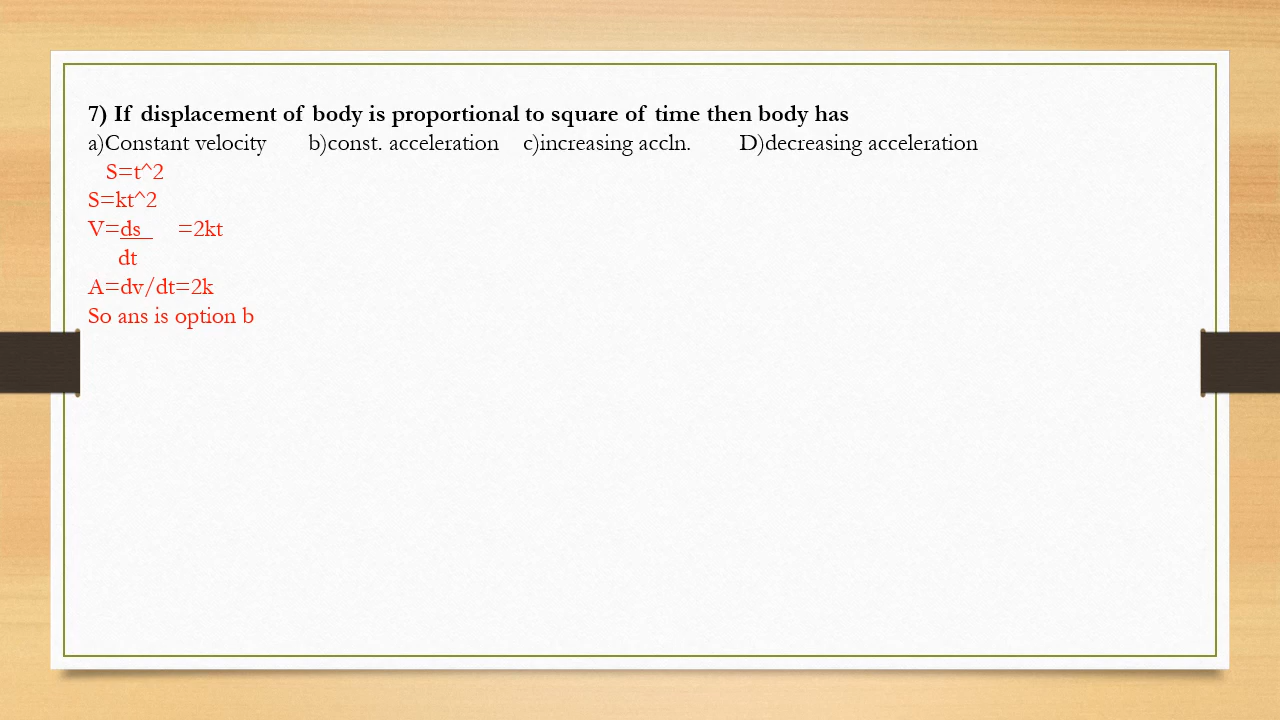 7) If displacement of body is proportional to square of time then body has
a)Constant velocity b)const. acceleration c)increasing accln. D)decreasing acceleration
S=t^2
S=kt^2
V=ds =2kt
dt
A=dv/dt=2k
So ans is option b